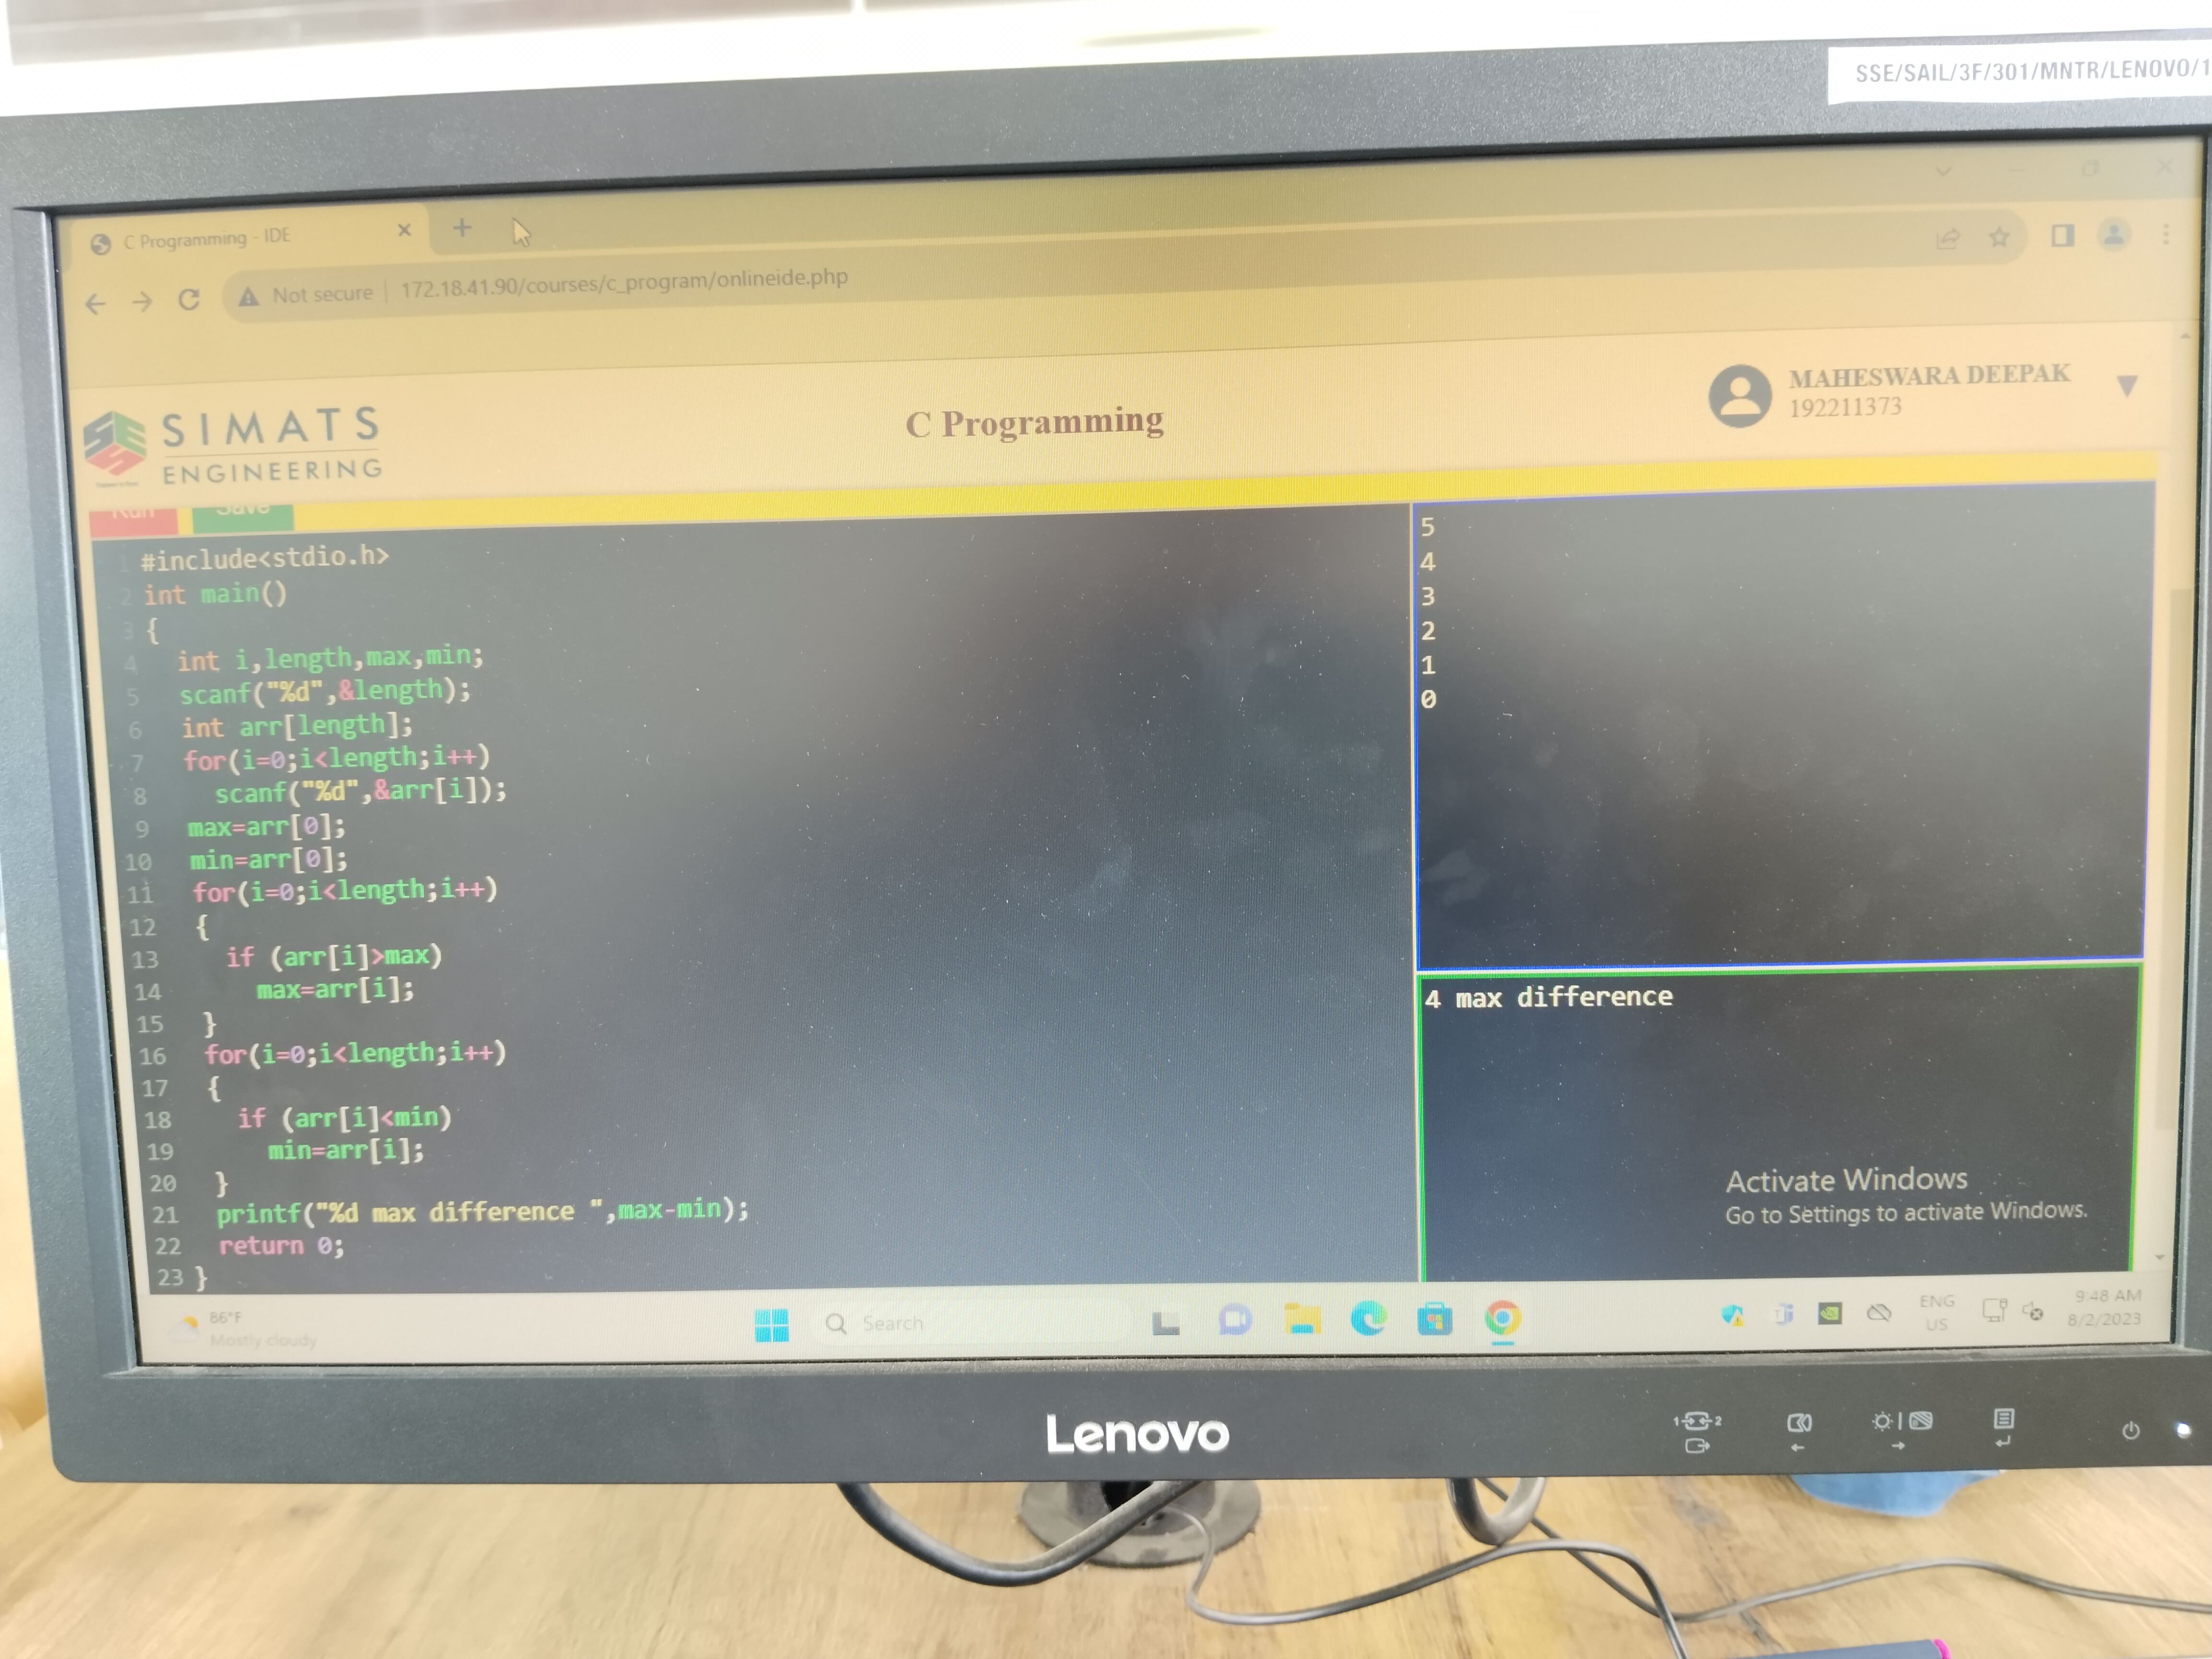 SSE/SAIL/3F/301/MNTR/LENOVO/1
C Programming - IDE
Not secure
172.18.41.90/courses/c_program/onlineide.php
SIMATS
ENGINEERING
C Programming
MAHESWARA DEEPAK
192211373
Run
Save
1 #include<stdio.h>
2 int main()
3 {
4 int i,length,max,min;
5 scanf("%d",&length);
6 int arr[length];
7 for(i=0;i<length;i++)
8 scanf("%d",&arr[i]);
9 max=arr[0];
10 min=arr[0];
11 for(i=0;i<length;i++)
12 {
13 if (arr[i]>max)
14 max=arr[i];
15 }
16 for(i=0;i<length;i++)
17 {
18 if (arr[i]<min)
19 min=arr[i];
20 }
21 printf("%d max difference ",max-min);
22 return 0;
23 }
5
4
3
2
1
0
4 max difference
Activate Windows
Go to Settings to activate Windows.
86°F
Mostly cloudy
Search
ENG
US
9:48 AM
8/2/2023
Lenovo
1 2